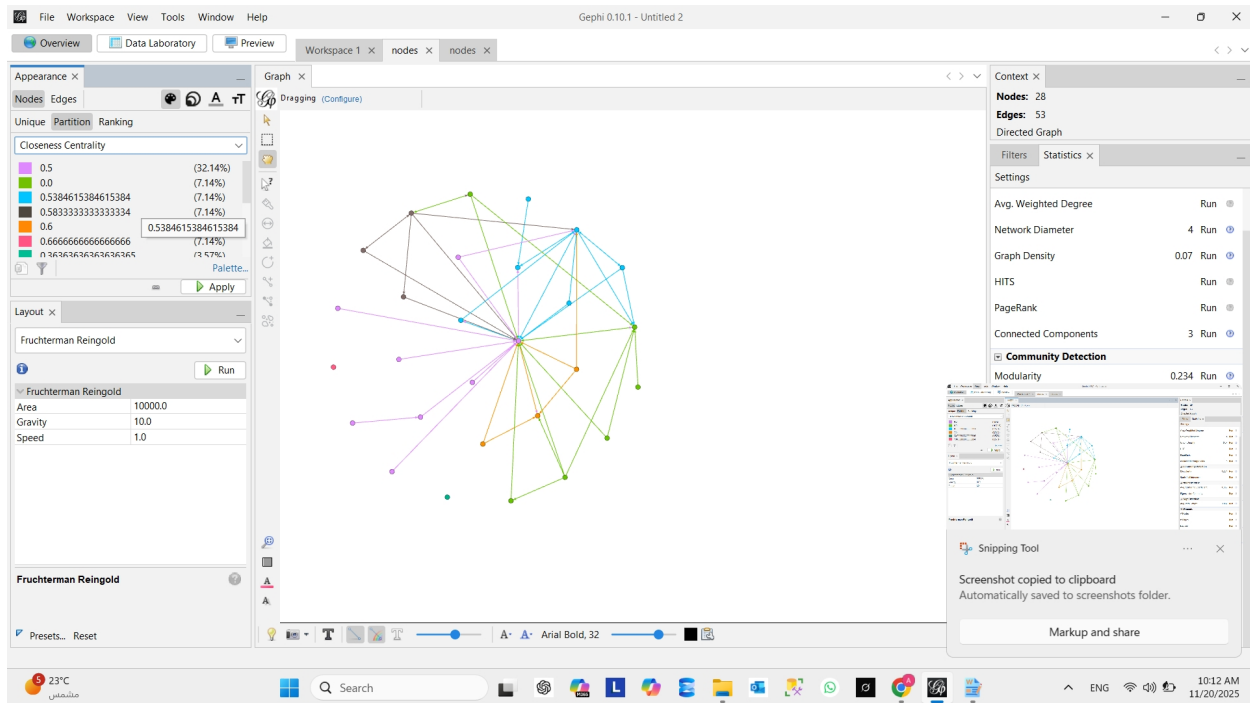 File Workspace View Tools Window Help
Gephi 0.10.1 - Untitled 2
Overview
Data Laboratory
Preview
Workspace 1
nodes
nodes
Appearance
Nodes Edges
Unique Partition Ranking
Closeness Centrality
0.5 (32.14%)
0.0 (7.14%)
0.5384615384615384 (7.14%)
0.5833333333333334 (7.14%)
0.6
0.5384615384615384
0.6666666666666666 (7.14%)
0.36363636363636365 (3.57%)
Palette...
Apply
Layout
Fruchterman Reingold
Run
Fruchterman Reingold
Area 10000.0
Gravity 10.0
Speed 1.0
Fruchterman Reingold
Presets... Reset
Graph
Dragging (Configure)
Arial Bold, 32
Context
Nodes: 28
Edges: 53
Directed Graph
Filters
Statistics
Settings
Avg. Weighted Degree Run
Network Diameter 4 Run
Graph Density 0.07 Run
HITS Run
PageRank Run
Connected Components 3 Run
Community Detection
Modularity 0.234 Run
Snipping Tool
Screenshot copied to clipboard
Automatically saved to screenshots folder.
Markup and share
5
23°C
مشمس
Search
ENG
10:12 AM
11/20/2025